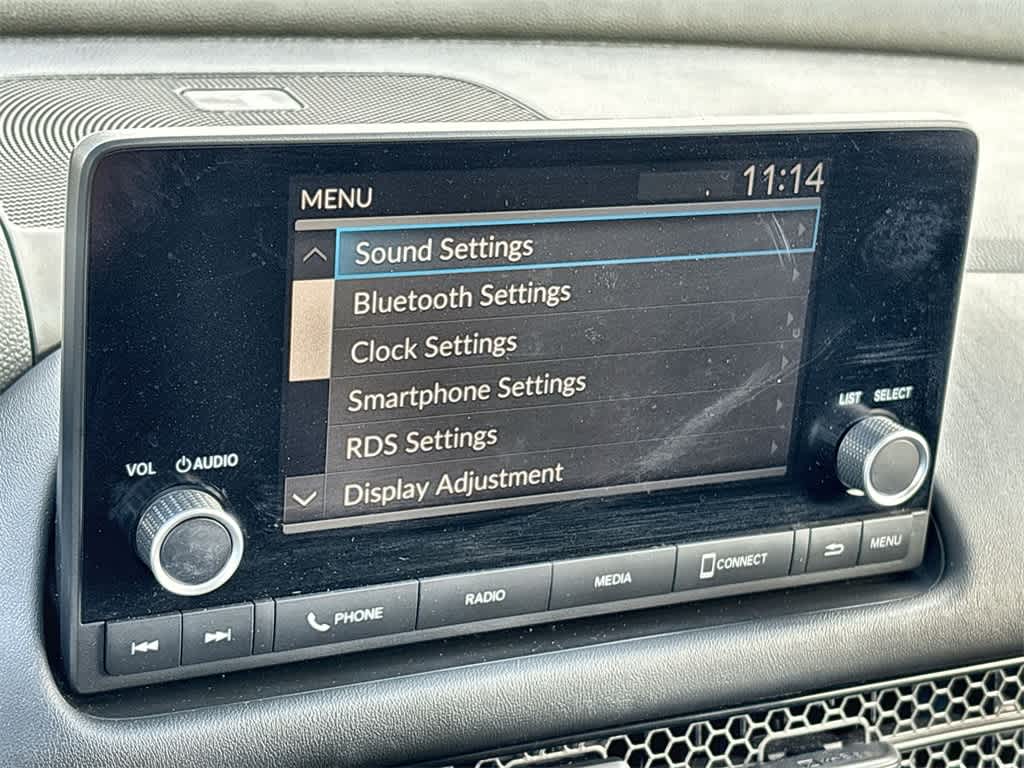 MENU 11:14
Sound Settings
Bluetooth Settings
Clock Settings
Smartphone Settings
RDS Settings
Display Adjustment
VOL AUDIO
LIST SELECT
PHONE RADIO MEDIA CONNECT MENU